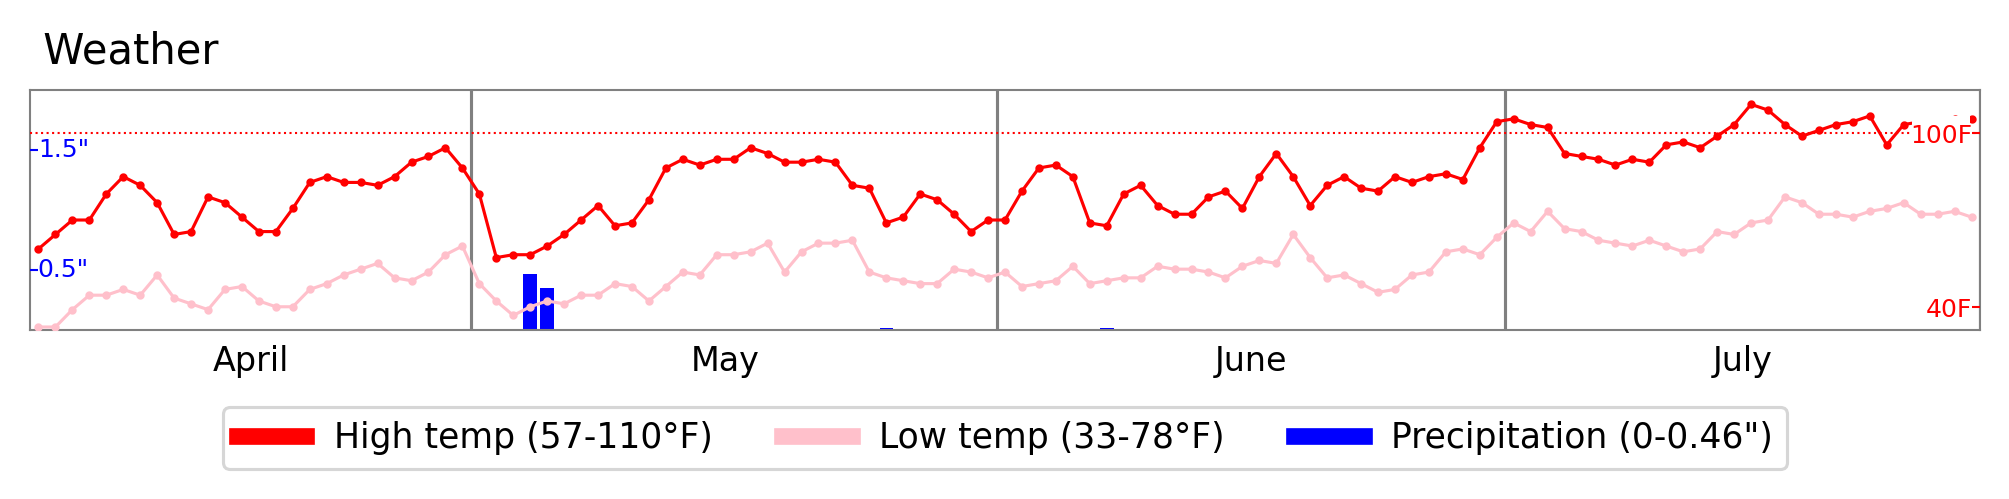 Weather
1.5"
100F
0.5"
40F
April May June July
High temp (57-110°F) Low temp (33-78°F) Precipitation (0-0.46")